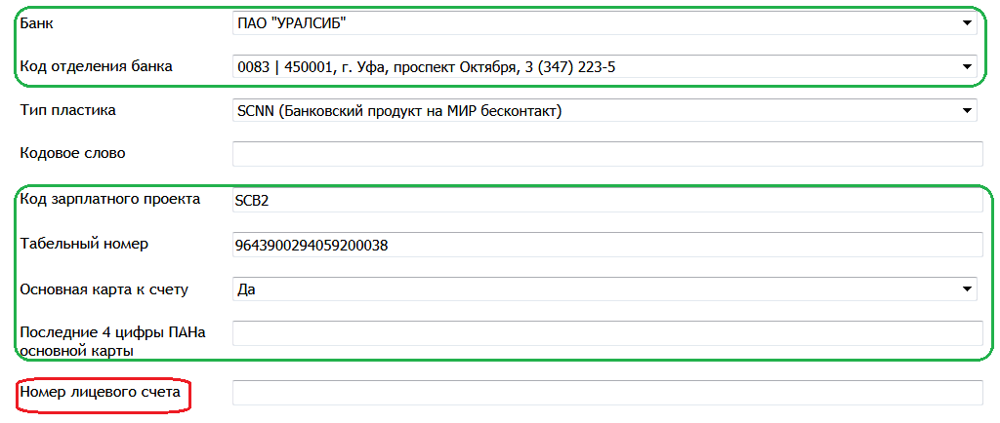 Банк ПАО "УРАЛСИБ"
Код отделения банка 0083 | 450001, г. Уфа, проспект Октября, 3 (347) 223-5
Тип пластика SCNN (Банковский продукт на МИР бесконтакт)
Кодовое слово
Код зарплатного проекта SCB2
Табельный номер 9643900294059200038
Основная карта к счету Да
Последние 4 цифры ПАНа
основной карты
Номер лицевого счета